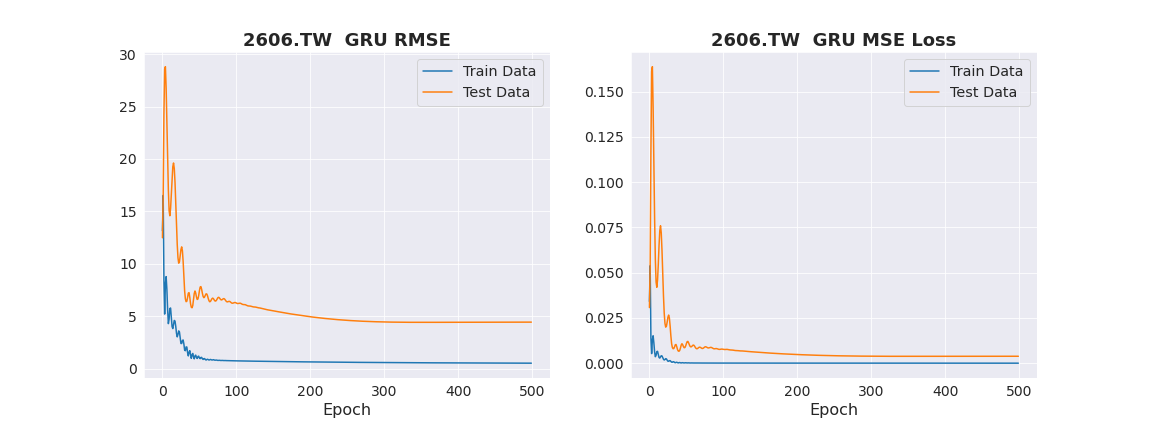 2606.TW  GRU RMSE
30
25
20
15
10
5
0
0 100 200 300 400 500
Epoch
Train Data
Test Data
2606.TW  GRU MSE Loss
0.150
0.125
0.100
0.075
0.050
0.025
0.000
0 100 200 300 400 500
Epoch
Train Data
Test Data